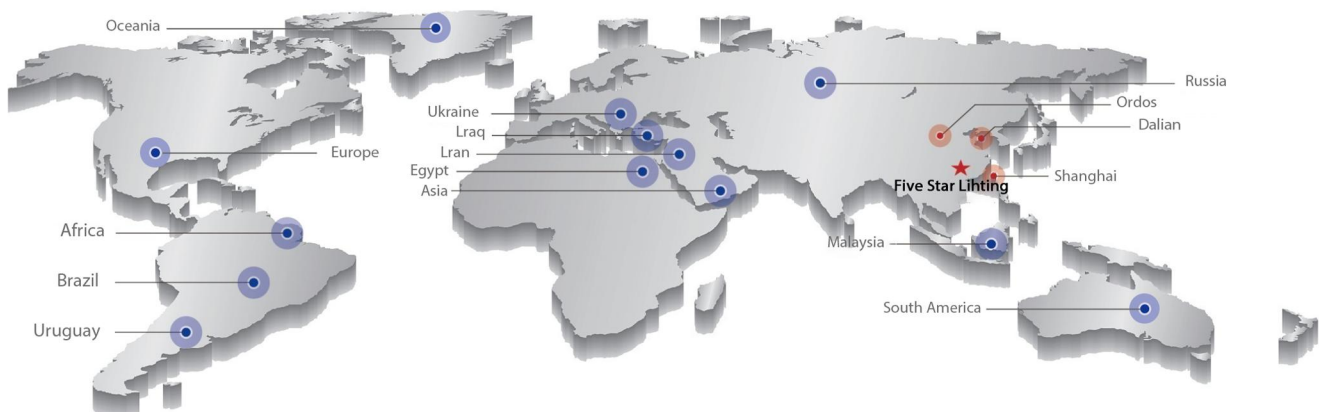 Oceania
Russia
Ordos
Ukraine
Dalian
Iraq
Europe
Lran
Egypt
Shanghai
Asia
Five Star Lihting
Africa
Malaysia
Brazil
South America
Uruguay